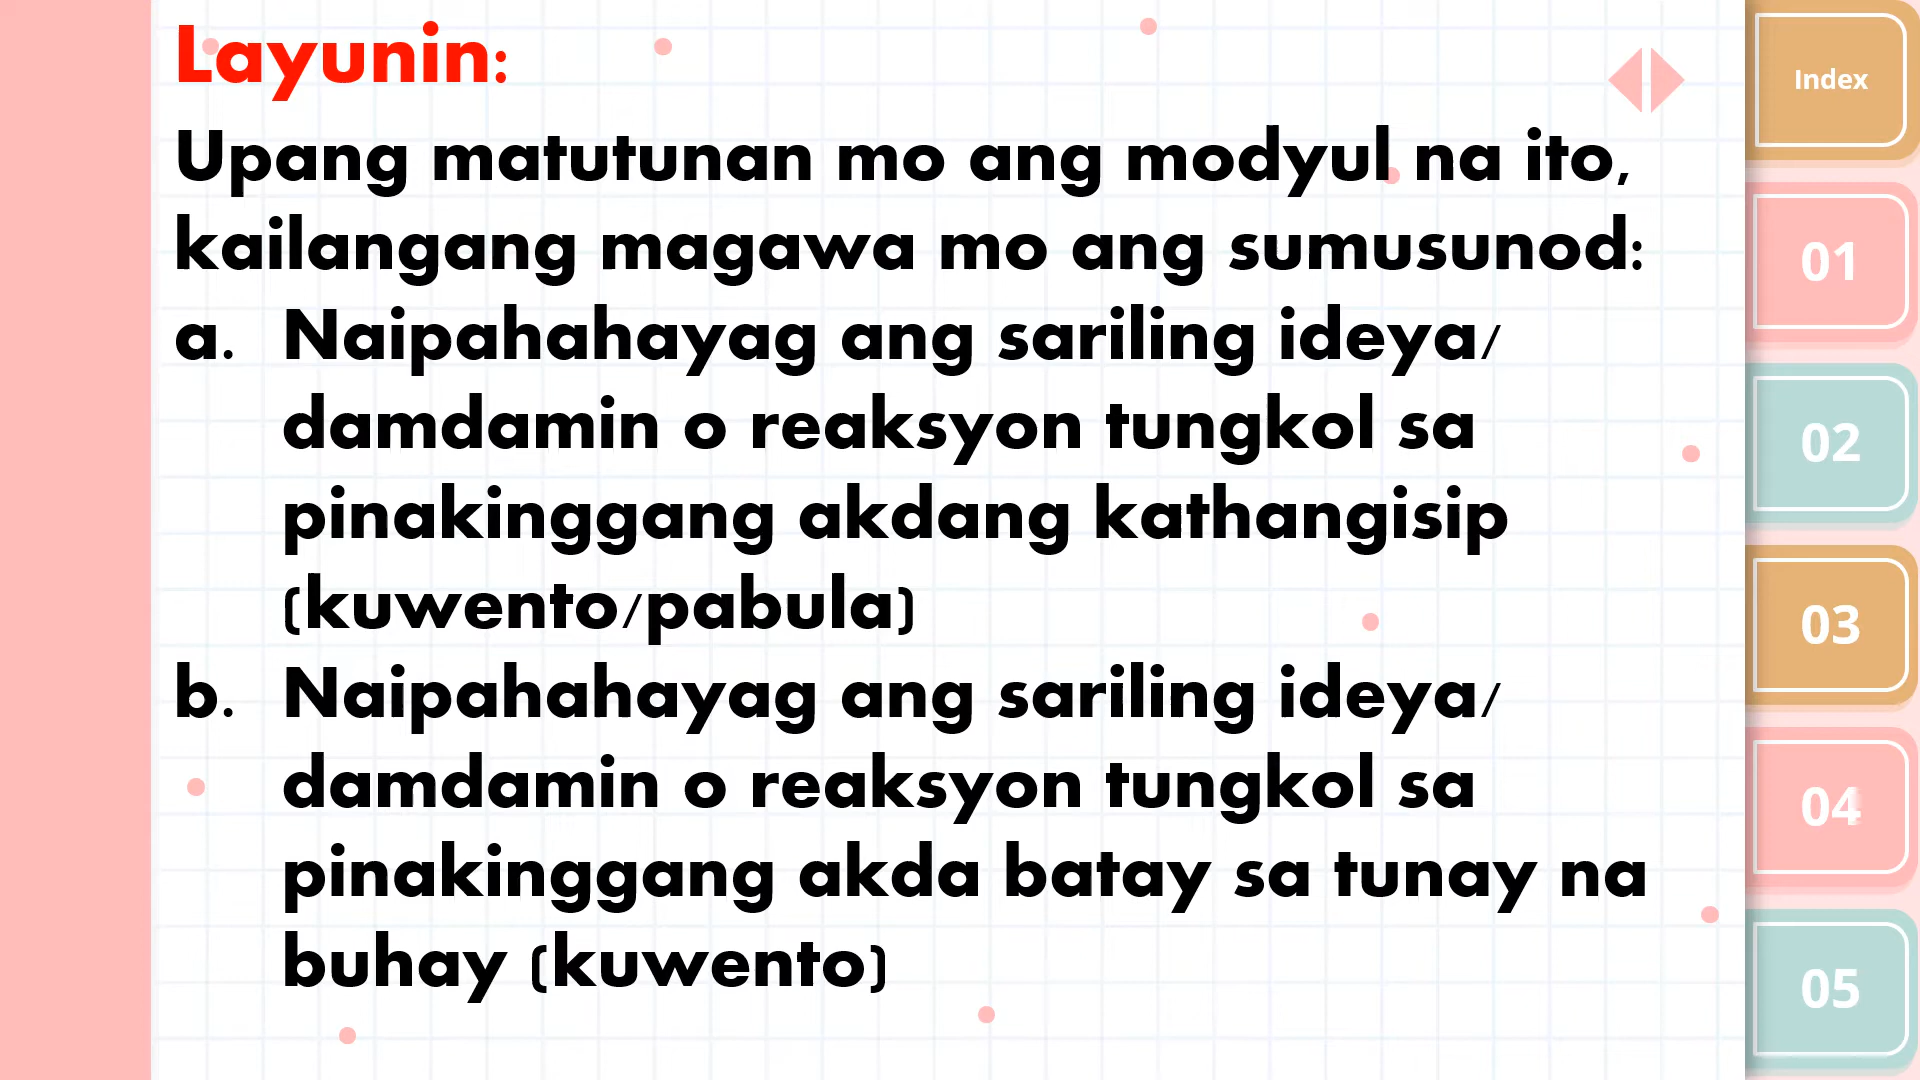 Layunin:
Upang matutunan mo ang modyul na ito,
kailangang magawa mo ang sumusunod:
a. Naipahahayag ang sariling ideya/
damdamin o reaksyon tungkol sa
pinakinggang akdang kathangisip
(kuwento/pabula)
b. Naipahahayag ang sariling ideya/
damdamin o reaksyon tungkol sa
pinakinggang akda batay sa tunay na
buhay (kuwento)
Index
01
02
03
04
05